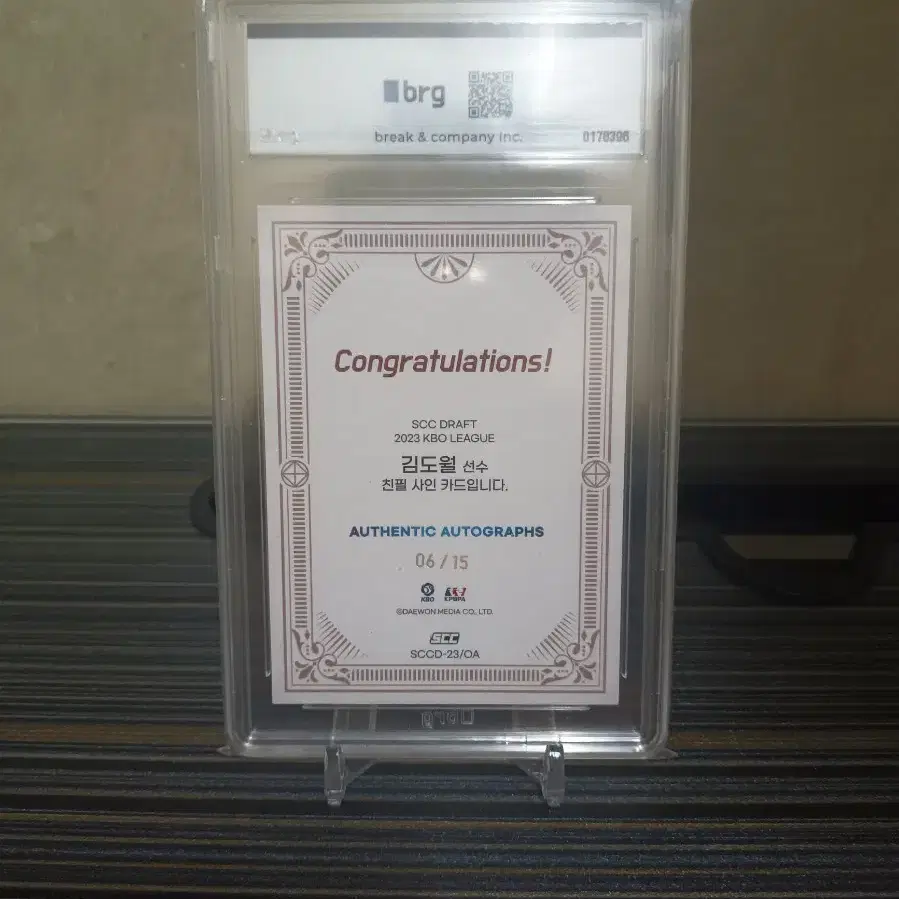 brg
break & company inc.
0178396
Congratulations!
SCC DRAFT
2023 KBO LEAGUE
김도월 선수
친필 사인 카드입니다.
AUTHENTIC AUTOGRAPHS
06 / 15
KBO KPBPA
©DAEWON MEDIA CO., LTD.
SCC
SCCD-23/OA